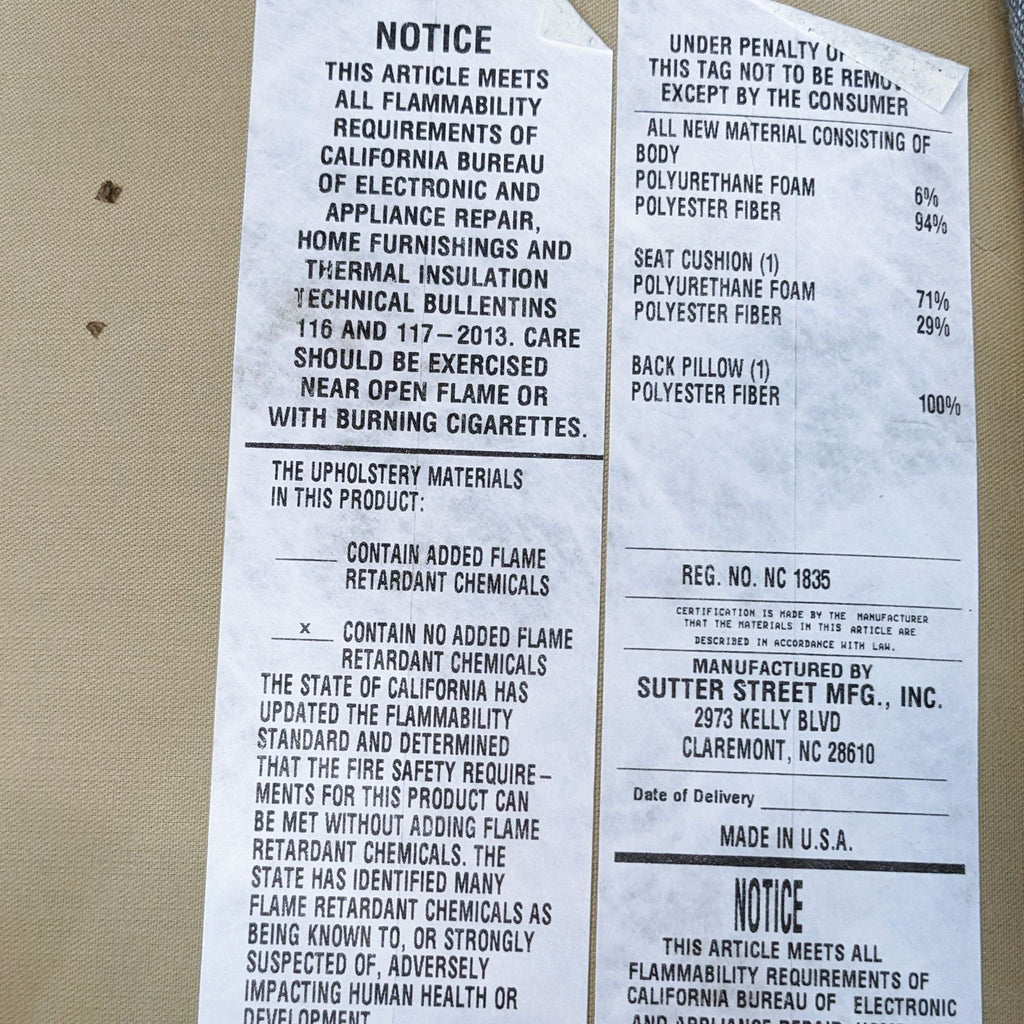 NOTICE
THIS ARTICLE MEETS
ALL FLAMMABILITY
REQUIREMENTS OF
CALIFORNIA BUREAU
OF ELECTRONIC AND
APPLIANCE REPAIR,
HOME FURNISHINGS AND
THERMAL INSULATION
TECHNICAL BULLENTINS
116 AND 117–2013. CARE
SHOULD BE EXERCISED
NEAR OPEN FLAME OR
WITH BURNING CIGARETTES.
THE UPHOLSTERY MATERIALS
IN THIS PRODUCT:
_____ CONTAIN ADDED FLAME
RETARDANT CHEMICALS
__x__ CONTAIN NO ADDED FLAME
RETARDANT CHEMICALS
THE STATE OF CALIFORNIA HAS
UPDATED THE FLAMMABILITY
STANDARD AND DETERMINED
THAT THE FIRE SAFETY REQUIRE–
MENTS FOR THIS PRODUCT CAN
BE MET WITHOUT ADDING FLAME
RETARDANT CHEMICALS. THE
STATE HAS IDENTIFIED MANY
FLAME RETARDANT CHEMICALS AS
BEING KNOWN TO, OR STRONGLY
SUSPECTED OF, ADVERSELY
IMPACTING HUMAN HEALTH OR
DEVELOPMENT
UNDER PENALTY OF
THIS TAG NOT TO BE
EXCEPT BY THE CONSUMER
ALL NEW MATERIAL CONSISTING OF
BODY
POLYURETHANE FOAM 6%
POLYESTER FIBER 94%
SEAT CUSHION (1)
POLYURETHANE FOAM 71%
POLYESTER FIBER 29%
BACK PILLOW (1)
POLYESTER FIBER 100%
REG. NO. NC 1835
CERTIFICATION IS MADE BY THE MANUFACTURER
THAT THE MATERIALS IN THIS ARTICLE ARE
DESCRIBED IN ACCORDANCE WITH LAW.
MANUFACTURED BY
SUTTER STREET MFG., INC.
2973 KELLY BLVD
CLAREMONT, NC 28610
Date of Delivery
MADE IN U.S.A.
NOTICE
THIS ARTICLE MEETS ALL
FLAMMABILITY REQUIREMENTS OF
CALIFORNIA BUREAU OF ELECTRONIC
AND APPLIANCE REPAIR